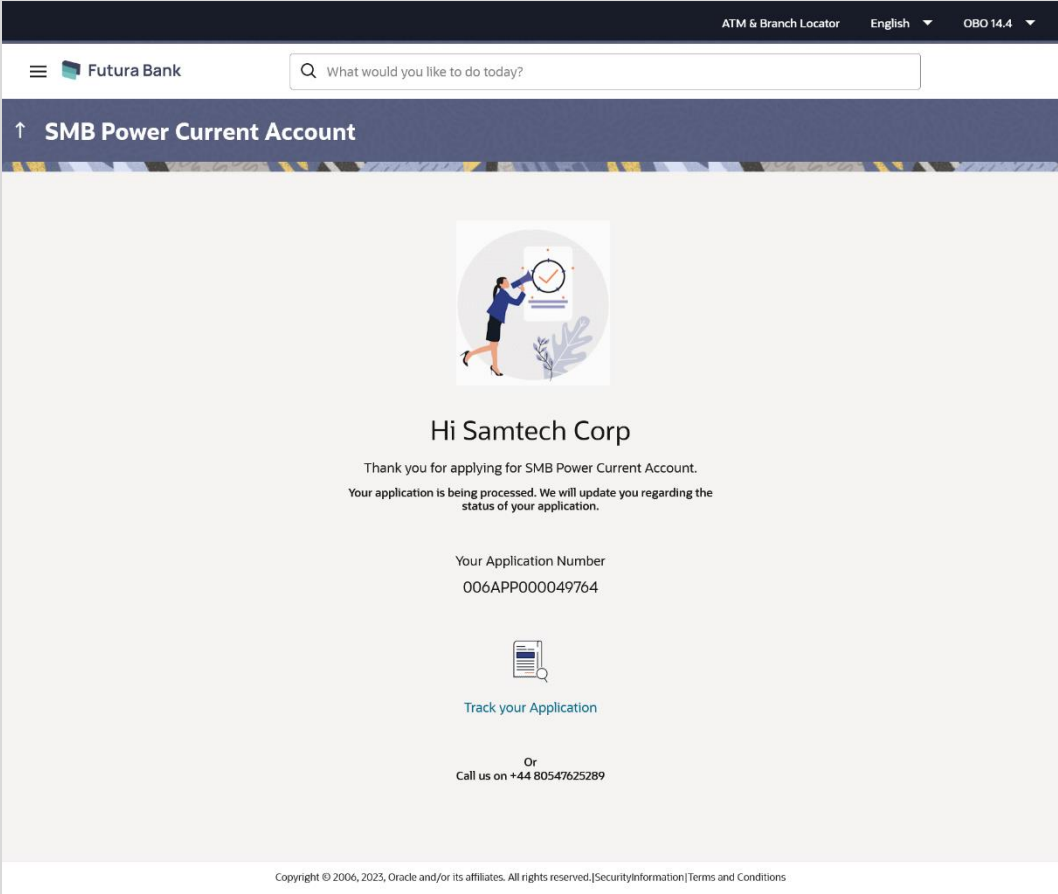 ATM & Branch Locator English OBO 14.4
Futura Bank What would you like to do today?
SMB Power Current Account
Hi Samtech Corp
Thank you for applying for SMB Power Current Account.
Your application is being processed. We will update you regarding the
status of your application.
Your Application Number
006APP000049764
Track your Application
Or
Call us on +44 80547625289
Copyright © 2006, 2023, Oracle and/or its affiliates. All rights reserved.|SecurityInformation|Terms and Conditions